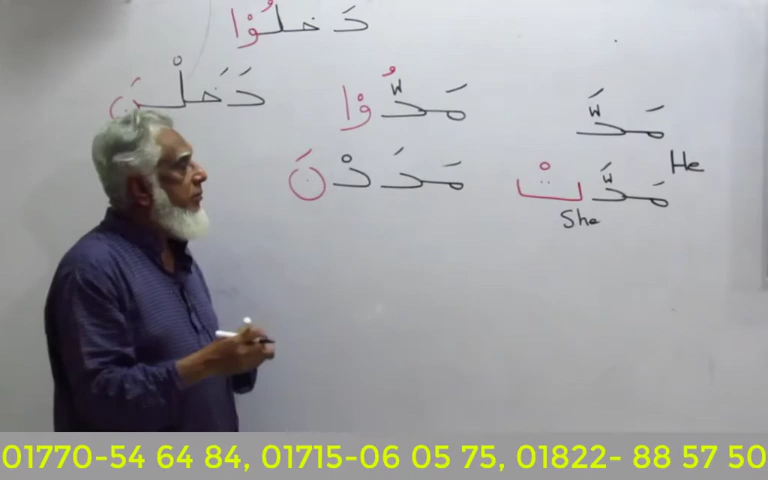 دَخَلُوْا
دَخَلْنَ
مَدَّ He
مَدُّوْا
مَدَّتْ She
مَدَدْنَ
01770-54 64 84, 01715-06 05 75, 01822- 88 57 50